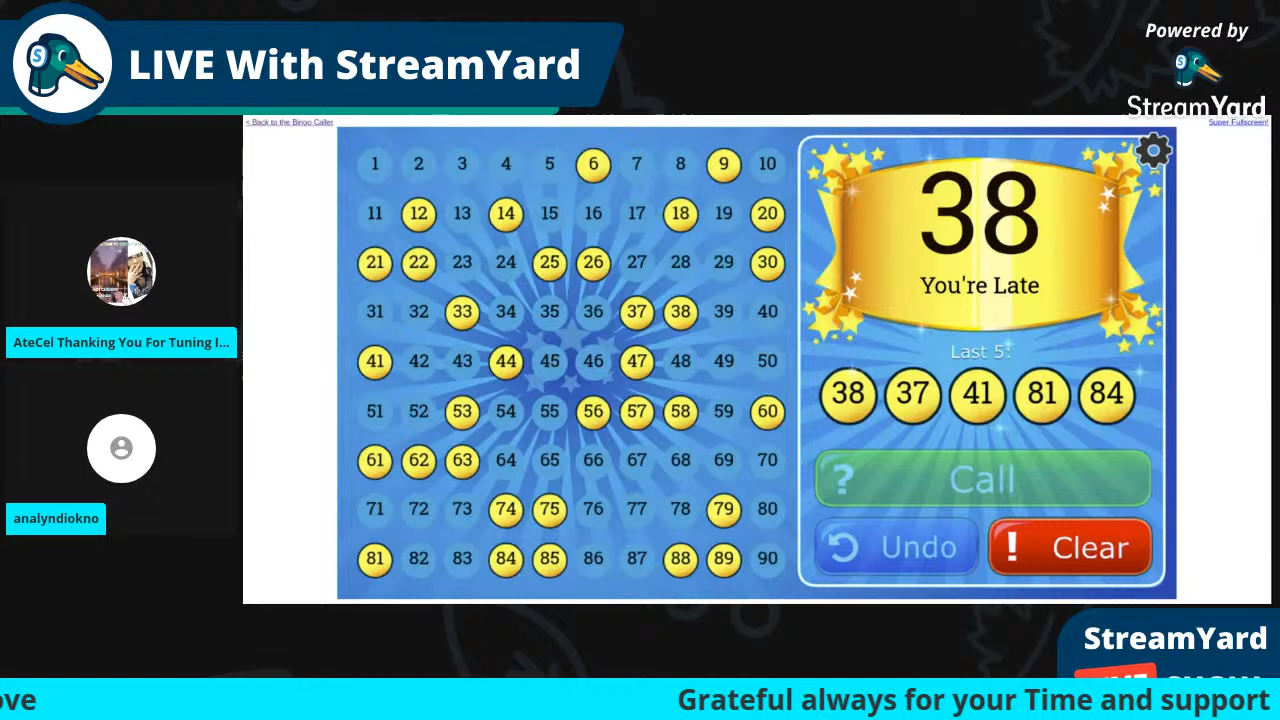 LIVE With StreamYard
Powered by
StreamYard
< Back to the Bingo Caller
Super Fullscreen!
1 2 3 4 5 6 7 8 9 10
11 12 13 14 15 16 17 18 19 20
21 22 23 24 25 26 27 28 29 30
31 32 33 34 35 36 37 38 39 40
41 42 43 44 45 46 47 48 49 50
51 52 53 54 55 56 57 58 59 60
61 62 63 64 65 66 67 68 69 70
71 72 73 74 75 76 77 78 79 80
81 82 83 84 85 86 87 88 89 90
38
You're Late
Last 5:
38 37 41 81 84
? Call
Undo
! Clear
AteCel Thanking You For Tuning I...
analyndiokno
StreamYard
ove
Grateful always for your Time and support